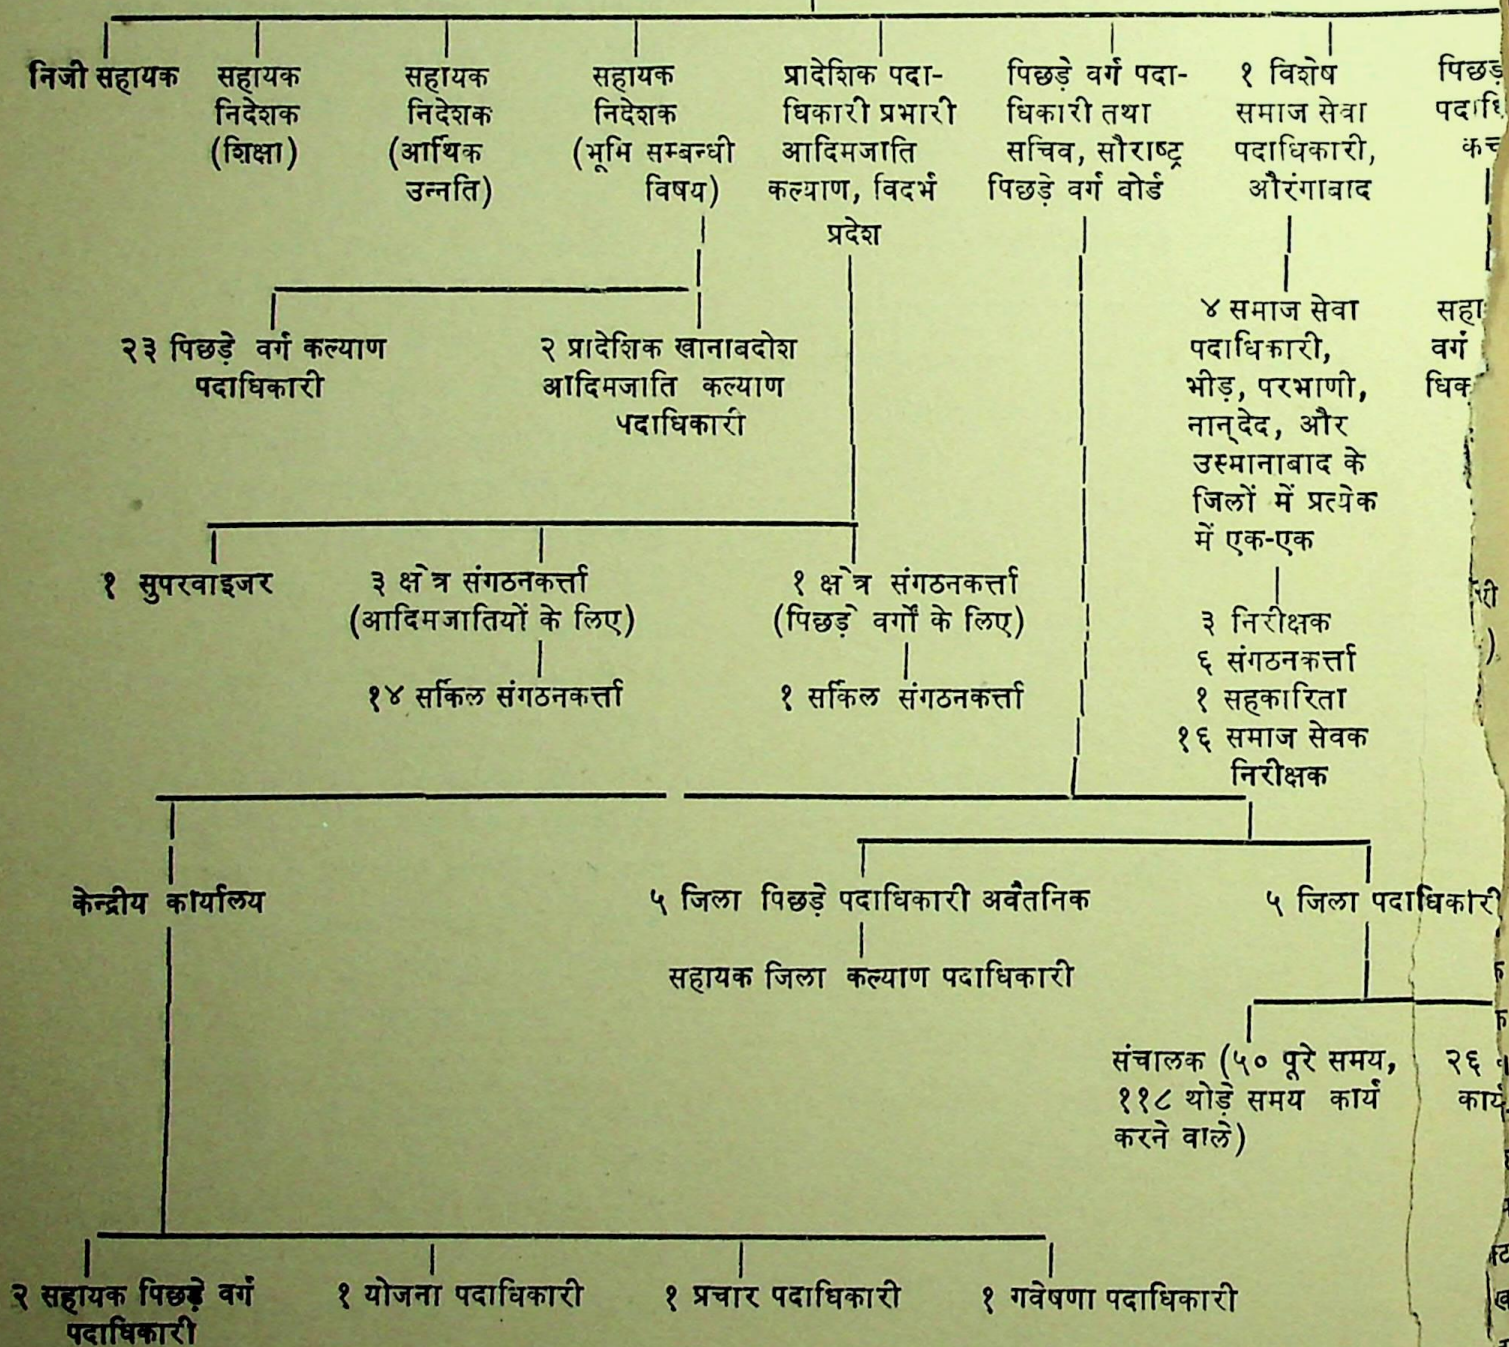 निजी सहायक
सहायक
निदेशक
(शिक्षा)
सहायक
निदेशक
(आर्थिक
उन्नति)
सहायक
निदेशक
(भूमि सम्बन्धी
विषय)
प्रादेशिक पदा-
धिकारी प्रभारी
आदिमजाति
कल्याण, विदर्भ
प्रदेश
पिछड़े वर्ग पदा-
धिकारी तथा
सचिव, सौराष्ट्र
पिछड़े वर्ग वोर्ड
१ विशेष
समाज सेवा
पदाधिकारी,
औरंगाबाद
२३ पिछड़े वर्ग कल्याण
पदाधिकारी
२ प्रादेशिक खानाबदोश
आदिमजाति कल्याण
पदाधिकारी
४ समाज सेवा
पदाधिकारी,
भीड़, परभाणी,
नान्देद, और
उस्मानाबाद के
जिलों में प्रत्येक
में एक-एक
वर्ग
१ सुपरवाइजर
३ क्षेत्र संगठनकर्त्ता
(आदिमजातियों के लिए)
१४ सर्किल संगठनकर्त्ता
१ क्षेत्र संगठनकर्त्ता
(पिछड़े वर्गों के लिए)
१ सर्किल संगठनकर्त्ता
३ निरीक्षक
६ संगठनकर्त्ता
१ सहकारिता
१६ समाज सेवक
निरीक्षक
केन्द्रीय कार्यालय
५ जिला पिछड़े पदाधिकारी अवैतनिक
सहायक जिला कल्याण पदाधिकारी
५ जिला पदाधिकारी
संचालक (५० पूरे समय,
११८ थोड़े समय कार्य
करने वाले)
२६
२ सहायक पिछड़े वर्ग
पदाधिकारी
१ योजना पदाधिकारी
१ प्रचार पदाधिकारी
१ गवेषणा पदाधिकारी